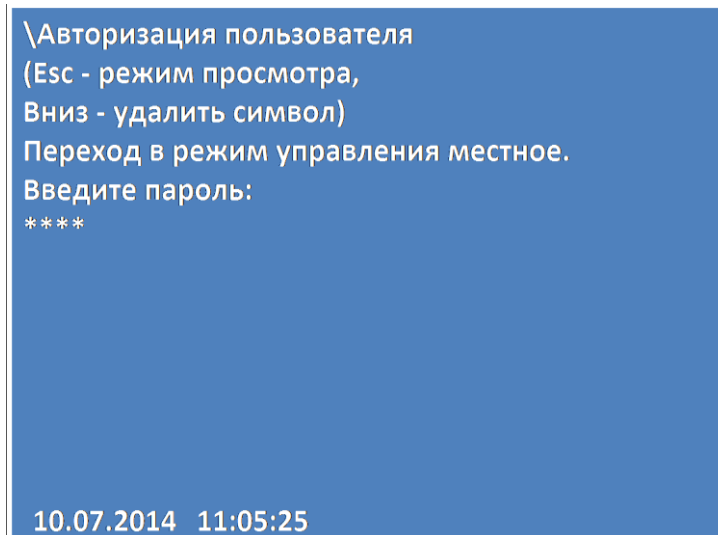 \Авторизация пользователя
(Esc - режим просмотра,
Вниз - удалить символ)
Переход в режим управления местное.
Введите пароль:
****
10.07.2014 11:05:25